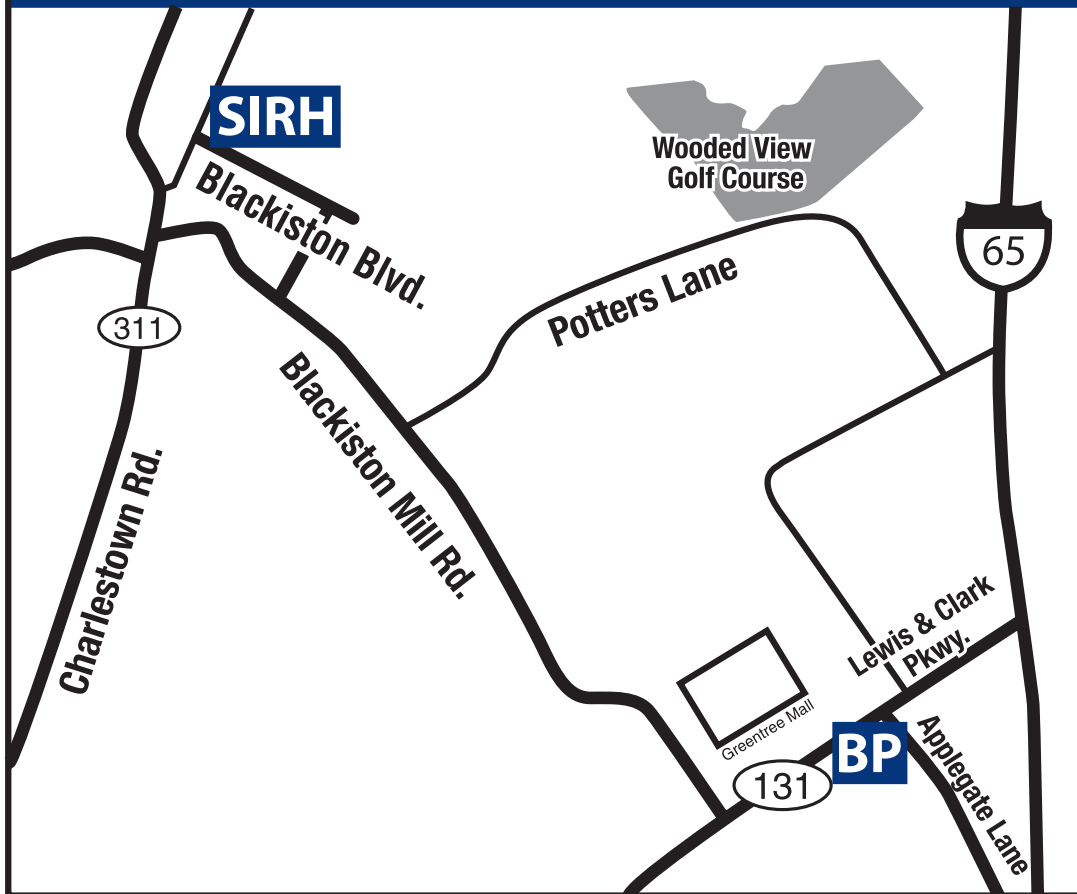 SIRH
Blackiston Blvd.
Wooded View
Golf Course
65
Potters Lane
311
Blackiston Mill Rd.
Charlestown Rd.
Lewis & Clark
Pkwy.
Greentree Mall
BP
131
Applegate Lane